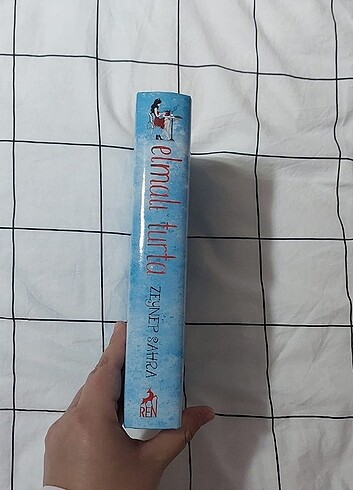 elmalı turta
ZEYNEP SAHRA
REN